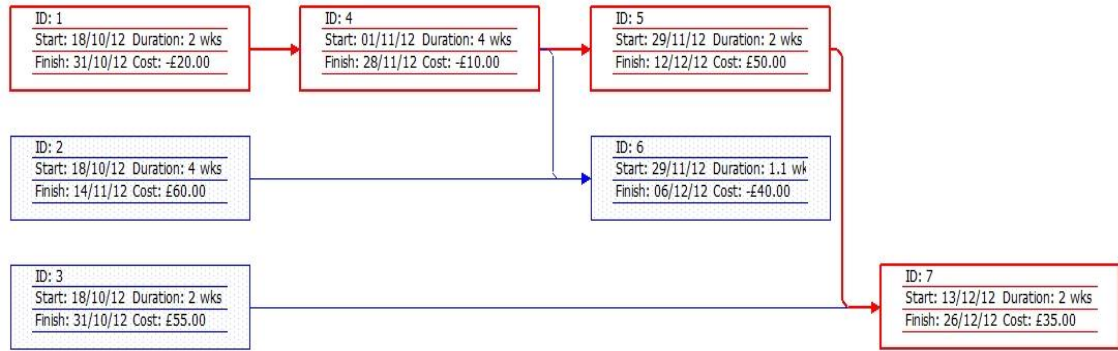 ID: 1
Start: 18/10/12 Duration: 2 wks
Finish: 31/10/12 Cost: -£20.00
ID: 4
Start: 01/11/12 Duration: 4 wks
Finish: 28/11/12 Cost: -£10.00
ID: 5
Start: 29/11/12 Duration: 2 wks
Finish: 12/12/12 Cost: £50.00
ID: 2
Start: 18/10/12 Duration: 4 wks
Finish: 14/11/12 Cost: £60.00
ID: 6
Start: 29/11/12 Duration: 1.1 wk
Finish: 06/12/12 Cost: -£40.00
ID: 3
Start: 18/10/12 Duration: 2 wks
Finish: 31/10/12 Cost: £55.00
ID: 7
Start: 13/12/12 Duration: 2 wks
Finish: 26/12/12 Cost: £35.00